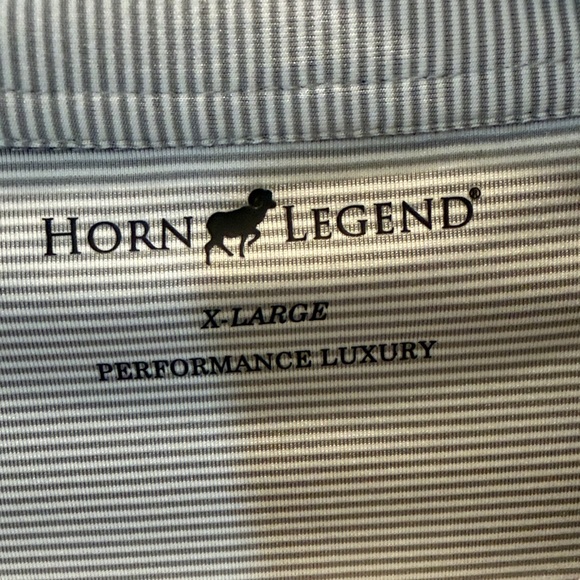 HORN LEGEND®
X-LARGE
PERFORMANCE LUXURY